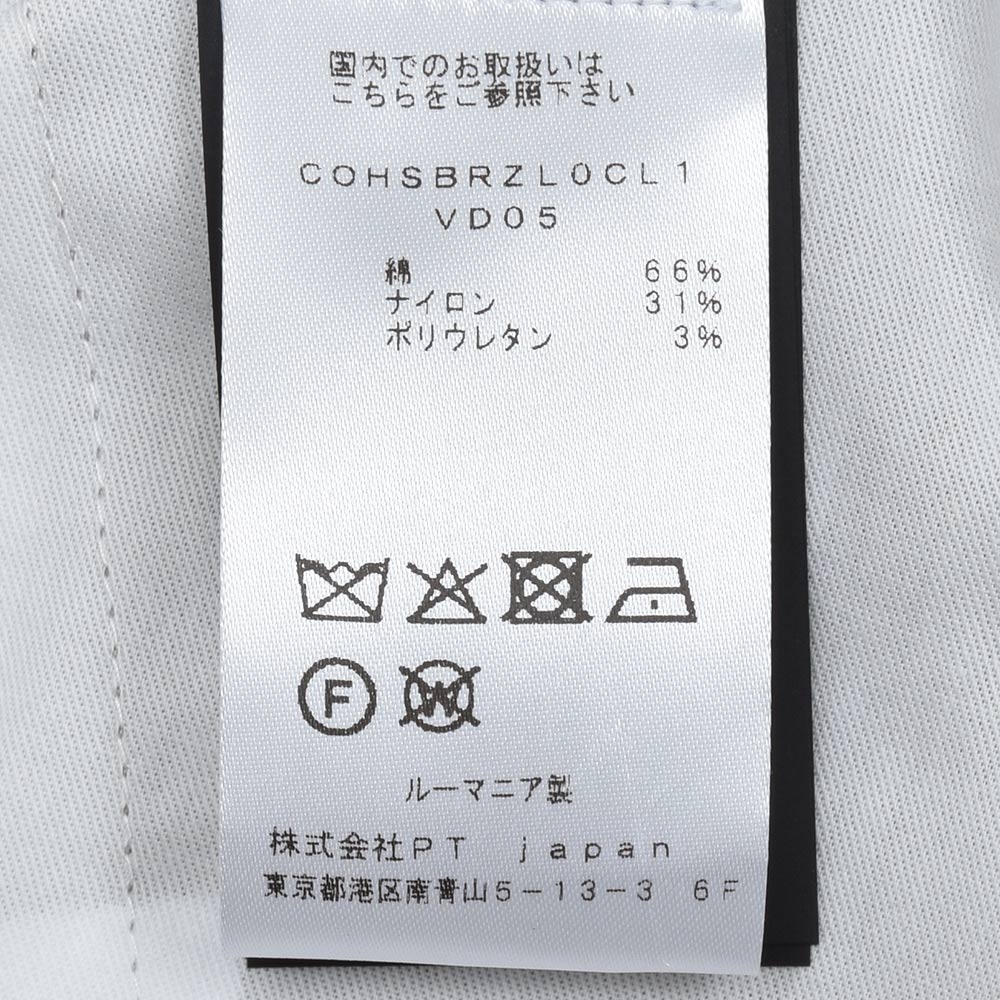 国内でのお取扱いは
こちらをご参照下さい
COHSBRZL0CL1
VD05
綿 66%
ナイロン 31%
ポリウレタン 3%
F W
ルーマニア製
株式会社PT japan
東京都港区南青山5-13-3 6F